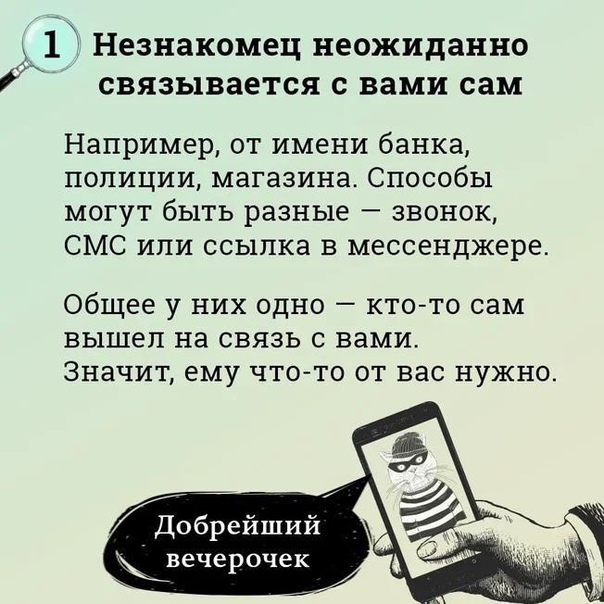 1
Незнакомец неожиданно
связывается с вами сам
Например, от имени банка,
полиции, магазина. Способы
могут быть разные — звонок,
СМС или ссылка в мессенджере.
Общее у них одно — кто-то сам
вышел на связь с вами.
Значит, ему что-то от вас нужно.
Добрейший
вечерочек